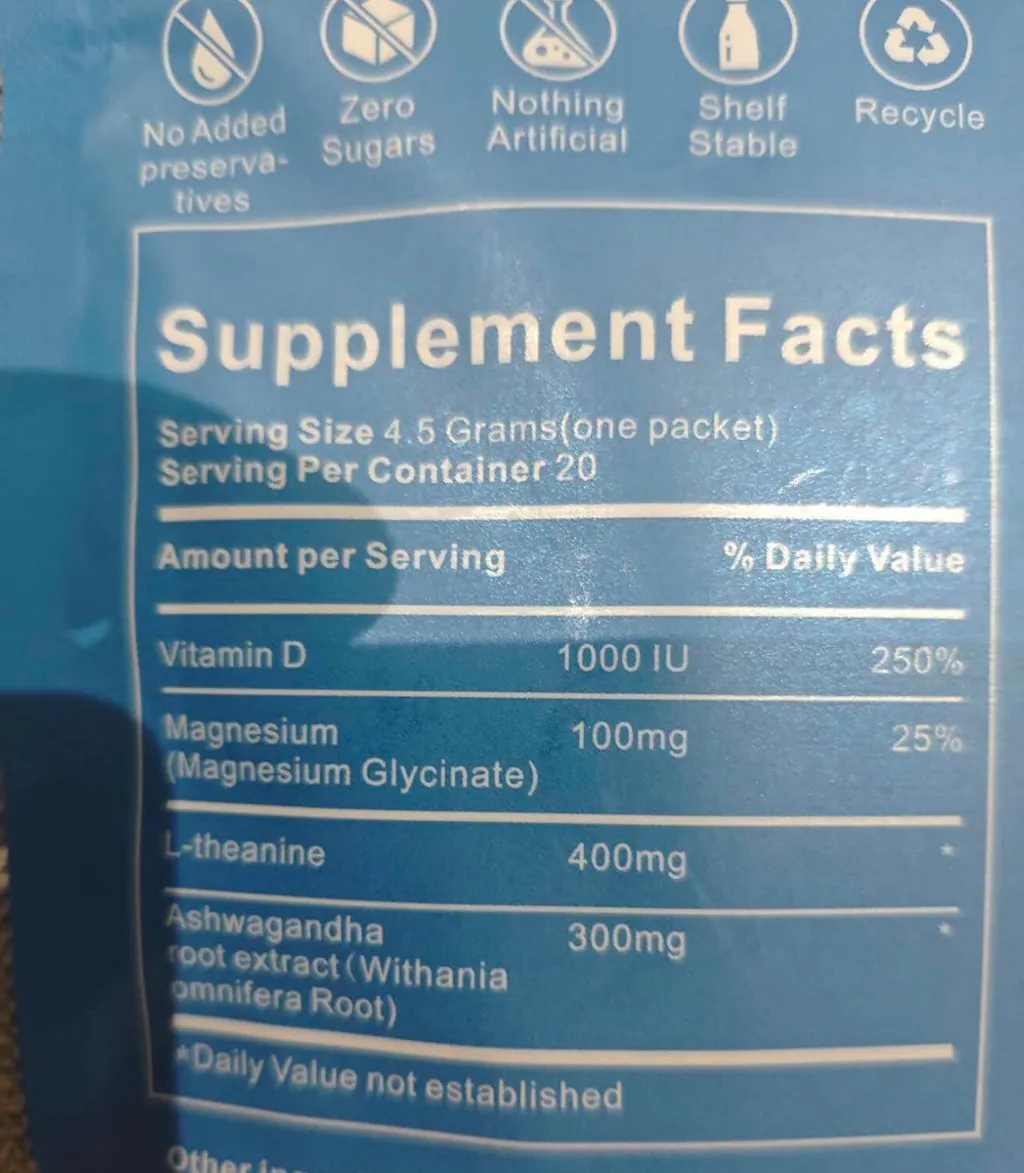 No Added
preserva-
tives
Zero
Sugars
Nothing
Artificial
Shelf
Stable
Recycle
Supplement Facts
Serving Size 4.5 Grams(one packet)
Serving Per Container 20
Amount per Serving % Daily Value
Vitamin D 1000 IU 250%
Magnesium 100mg 25%
(Magnesium Glycinate)
L-theanine 400mg *
Ashwagandha 300mg *
root extract(Withania
omnifera Root)
*Daily Value not established
Other